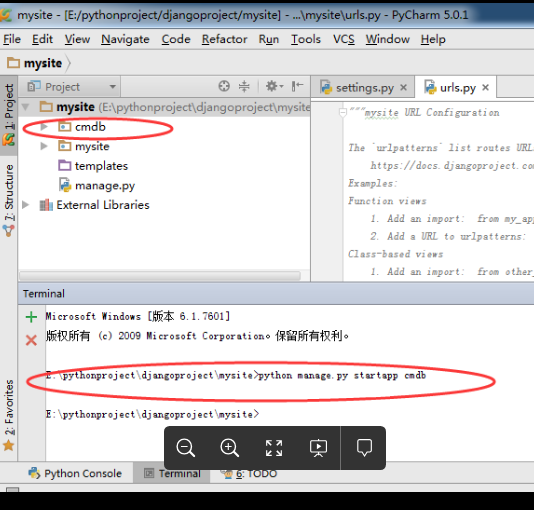 mysite - [E:/pythonproject/djangoproject/mysite] - ...\mysite\urls.py - PyCharm 5.0.1
File Edit View Navigate Code Refactor Run Tools VCS Window Help
mysite
1: Project
7: Structure
2: Favorites
Project
settings.py
urls.py
mysite (E:\pythonproject\djangoproject\mysite
cmdb
mysite
templates
manage.py
External Libraries
"""mysite URL Configuration
The `urlpatterns` list routes URL
https://docs.djangoproject.co
Examples:
Function views
1. Add an import:  from my_ap
2. Add a URL to urlpatterns:
Class-based views
1. Add an import:  from other
Terminal
Microsoft Windows [版本 6.1.7601]
版权所有 (c) 2009 Microsoft Corporation。保留所有权利。
E:\pythonproject\djangoproject\mysite>python manage.py startapp cmdb
E:\pythonproject\djangoproject\mysite>
Python Console
Terminal
6: TODO